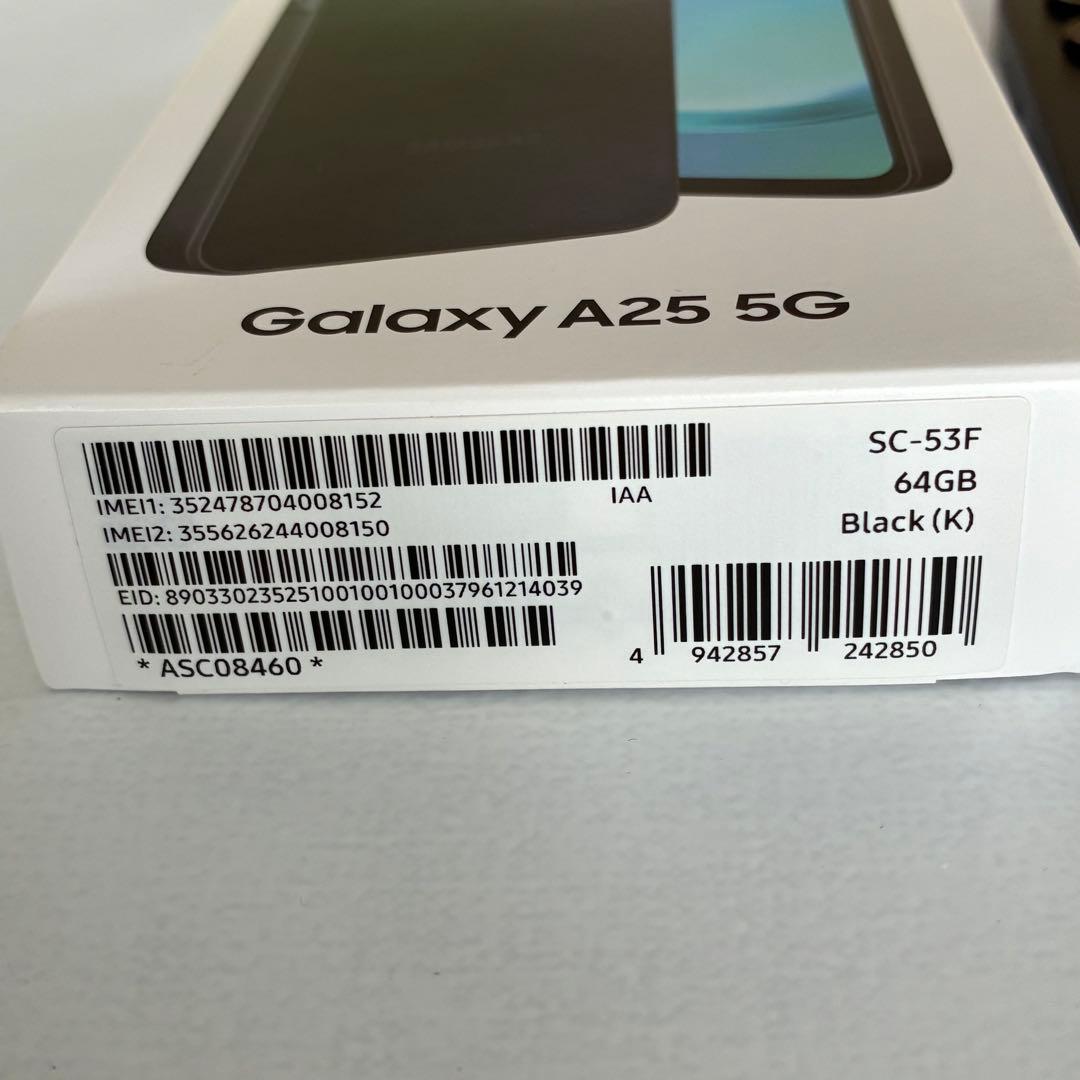 Galaxy A25 5G
IMEI1: 352478704008152
IAA
IMEI2: 355626244008150
EID: 89033023525100100100037961214039
* ASC08460 *
SC-53F
64GB
Black (K)
4 942857 242850